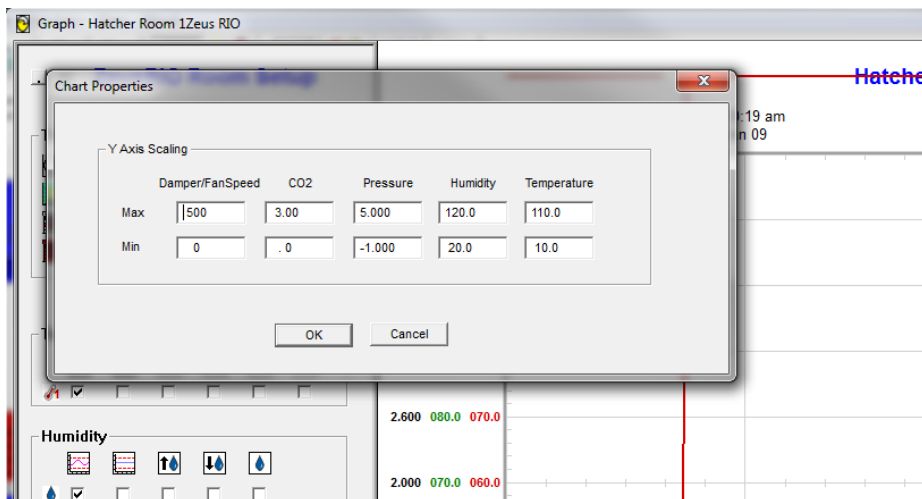 Graph - Hatcher Room 1Zeus RIO
Chart Properties
Hatche
:19 am
n 09
Y Axis Scaling
Damper/FanSpeed CO2 Pressure Humidity Temperature
Max 500 3.00 5.000 120.0 110.0
Min 0 . 0 -1.000 20.0 10.0
OK Cancel
2.600 080.0 070.0
Humidity
2.000 070.0 060.0